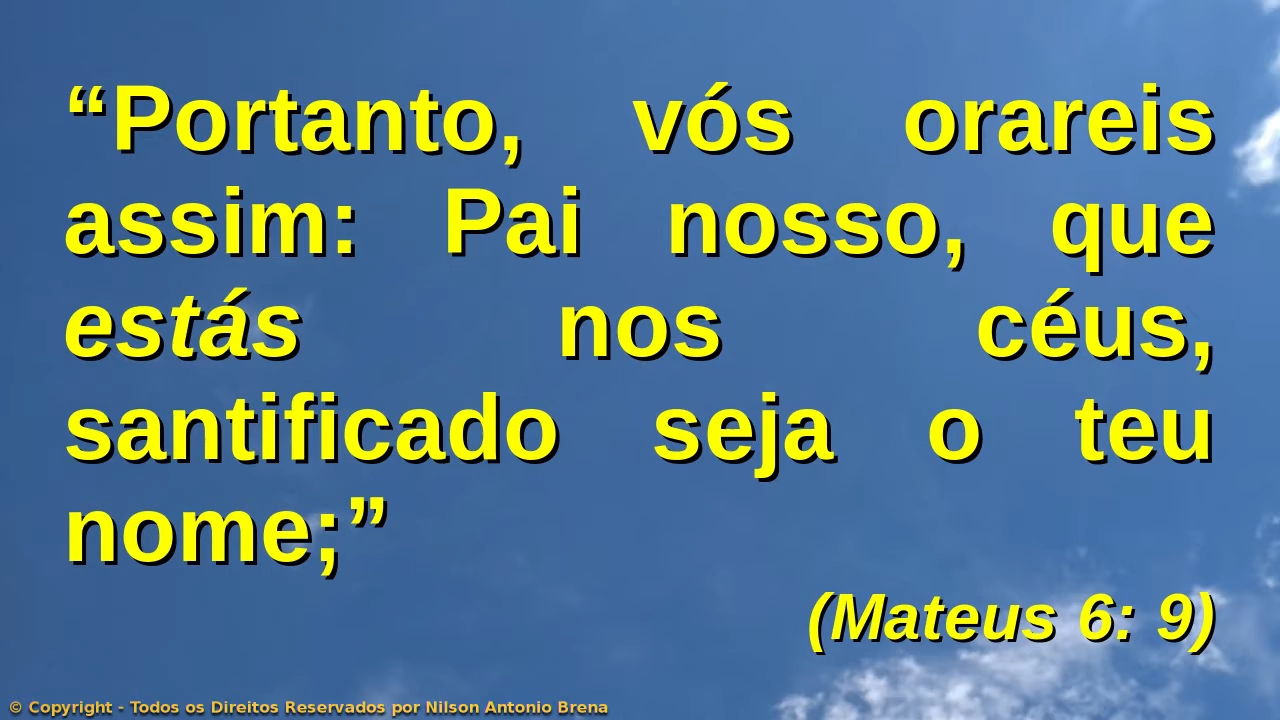 “Portanto, vós orareis
assim: Pai nosso, que
estás nos céus,
santificado seja o teu
nome;”
(Mateus 6: 9)
© Copyright - Todos os Direitos Reservados por Nilson Antonio Brena